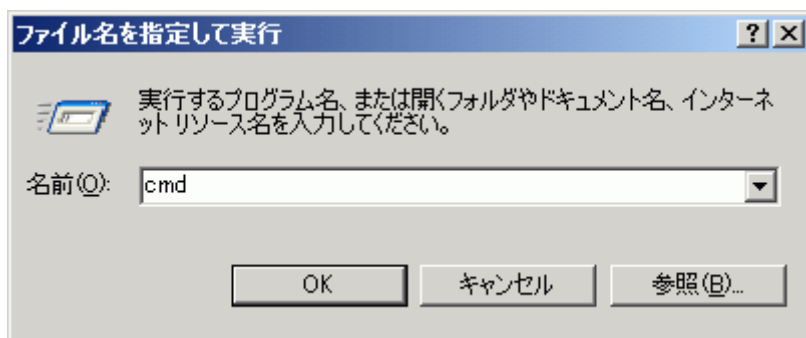 ファイル名を指定して実行
実行するプログラム名、または開くフォルダやドキュメント名、インターネ
ット リソース名を入力してください。
名前(O):
cmd
OK
キャンセル
参照(B)...